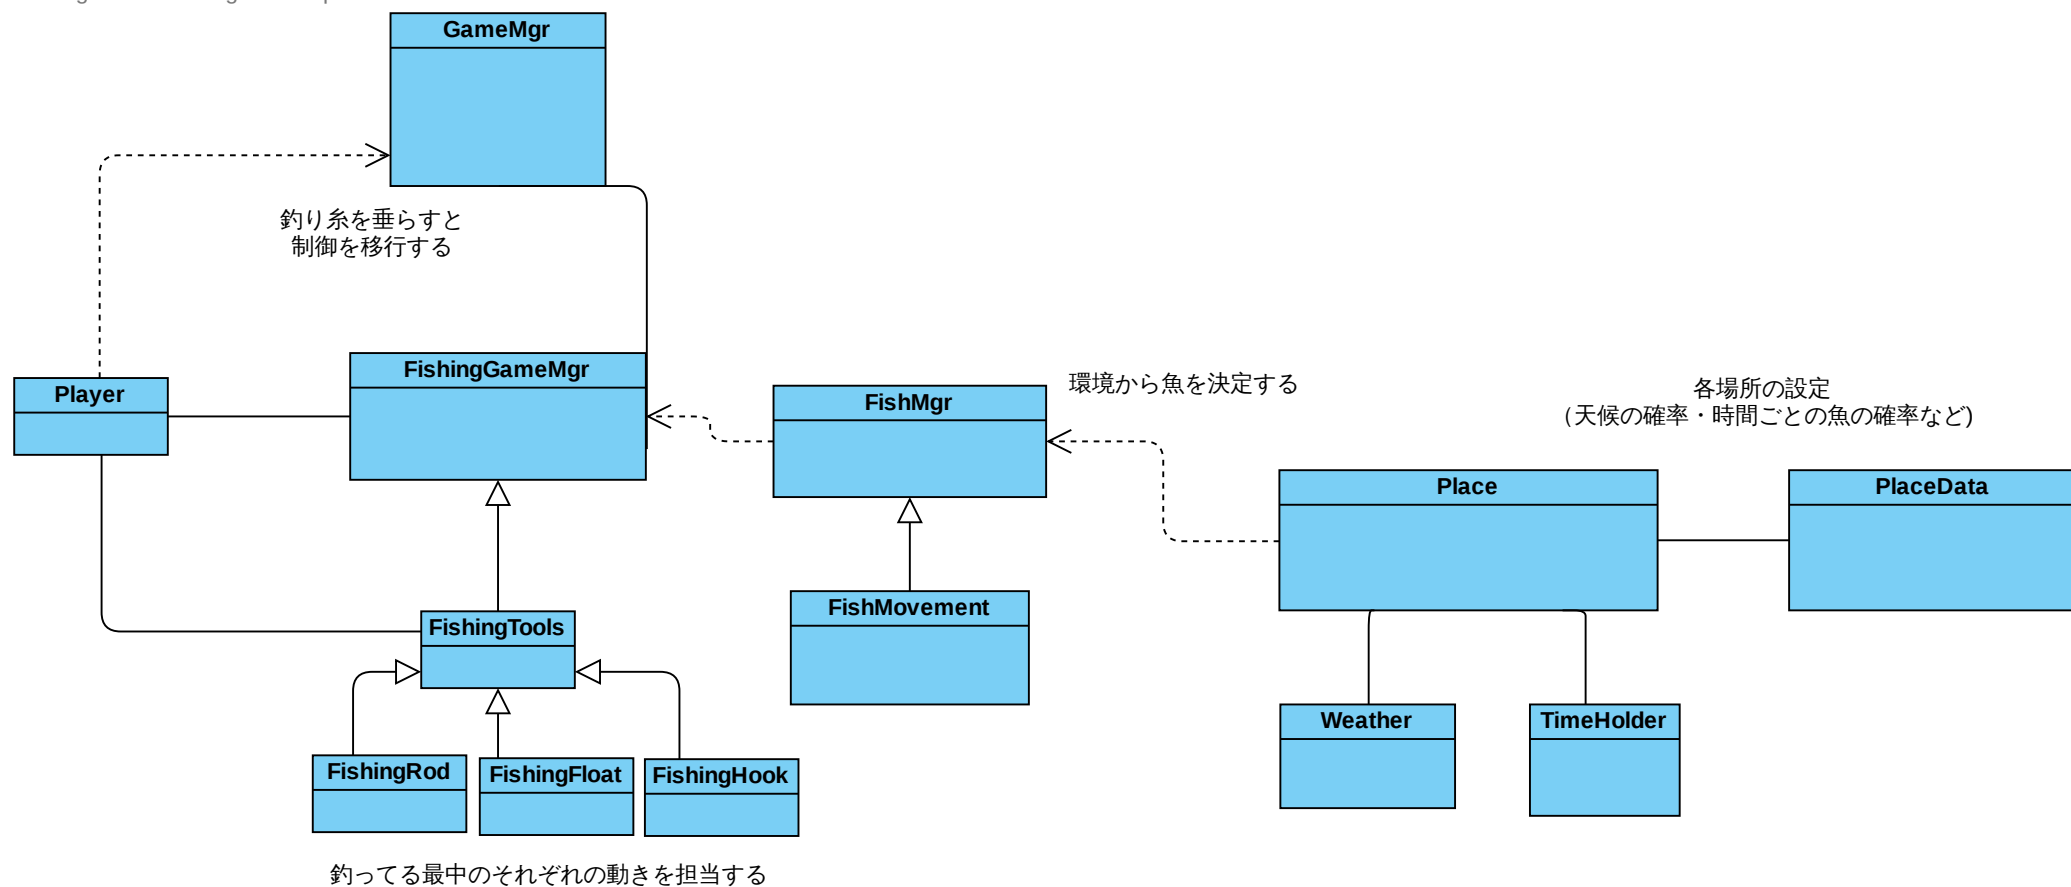 GameMgr
釣り糸を垂らすと
制御を移行する
Player
FishingGameMgr
FishMgr
環境から魚を決定する
各場所の設定
（天候の確率・時間ごとの魚の確率など)
Place
PlaceData
FishingTools
FishMovement
FishingRod
FishingFloat
FishingHook
Weather
TimeHolder
釣ってる最中のそれぞれの動きを担当する